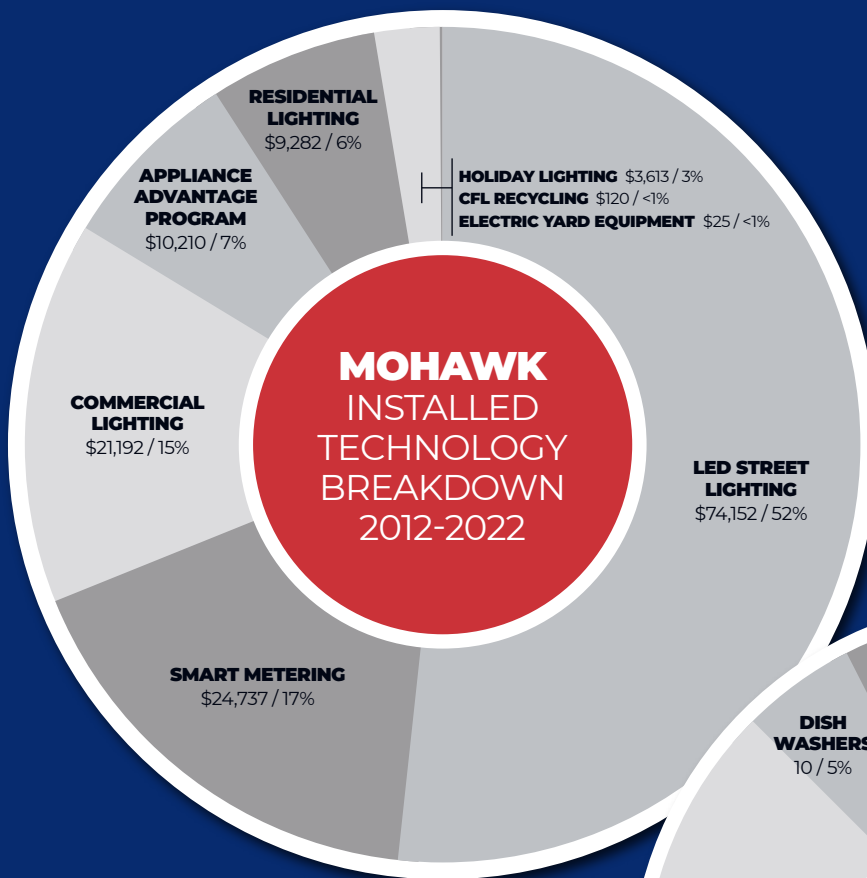 RESIDENTIAL
LIGHTING
$9,282 / 6%
APPLIANCE
ADVANTAGE
PROGRAM
$10,210 / 7%
HOLIDAY LIGHTING $3,613 / 3%
CFL RECYCLING $120 / <1%
ELECTRIC YARD EQUIPMENT $25 / <1%
MOHAWK
INSTALLED
TECHNOLOGY
BREAKDOWN
2012-2022
COMMERCIAL
LIGHTING
$21,192 / 15%
LED STREET
LIGHTING
$74,152 / 52%
SMART METERING
$24,737 / 17%
DISH
WASHERS
10 / 5%